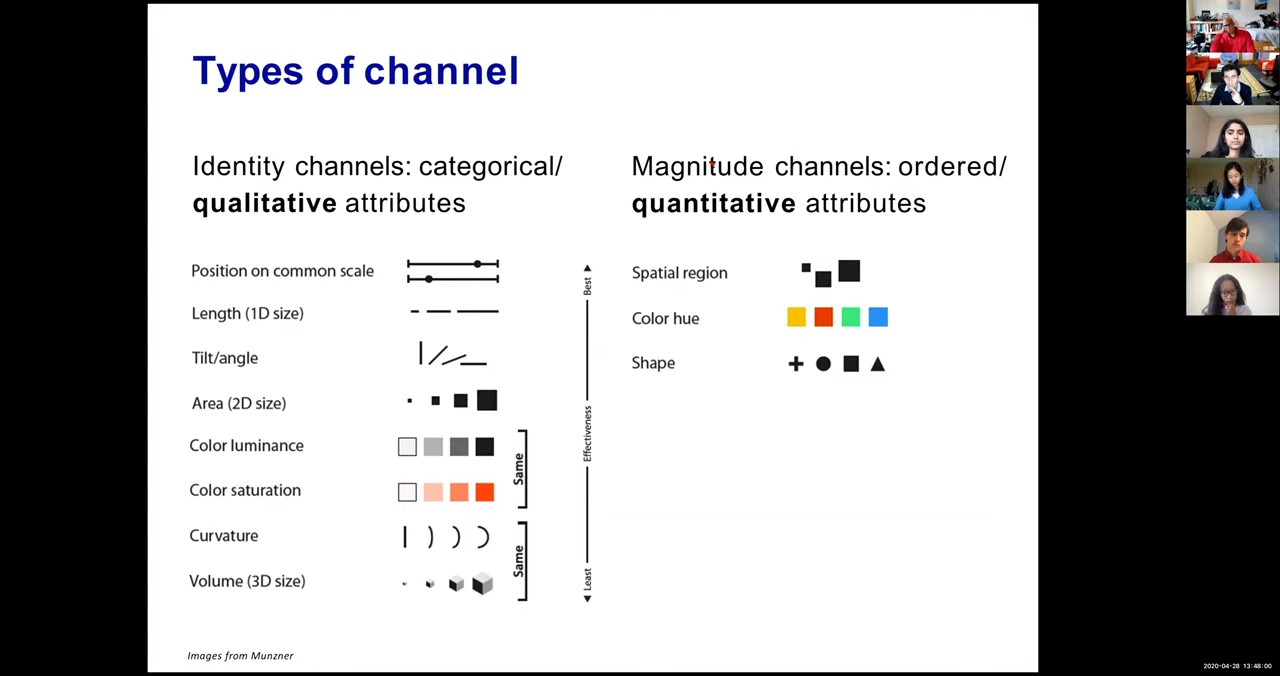 Types of channel
Identity channels: categorical/
qualitative attributes
Position on common scale
Length (1D size)
Tilt/angle
Area (2D size)
Color luminance
Color saturation
Curvature
Volume (3D size)
Same
Same
Best
Effectiveness
Least
Magnitude channels: ordered/
quantitative attributes
Spatial region
Color hue
Shape
Images from Munzner
2020-04-28 13:48:00